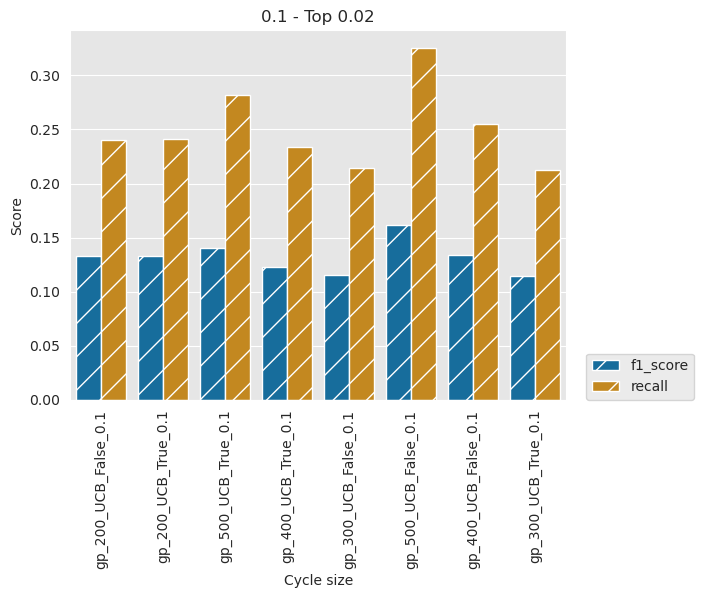 0.1 - Top 0.02
Score
0.30
0.25
0.20
0.15
0.10
0.05
0.00
gp_200_UCB_False_0.1
gp_200_UCB_True_0.1
gp_500_UCB_True_0.1
gp_400_UCB_True_0.1
gp_300_UCB_False_0.1
gp_500_UCB_False_0.1
gp_400_UCB_False_0.1
gp_300_UCB_True_0.1
Cycle size
f1_score
recall